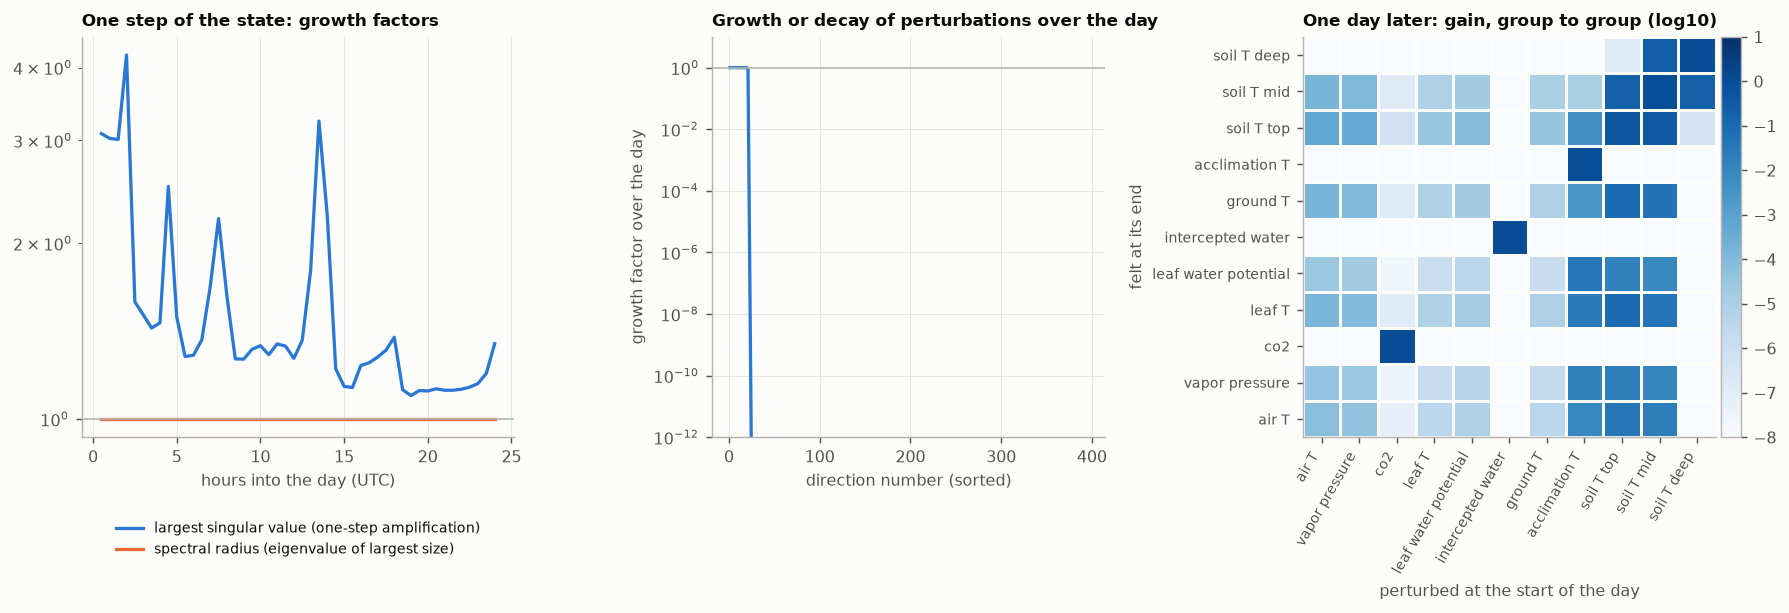 One step of the state: growth factors
4 × 10⁰
3 × 10⁰
2 × 10⁰
10⁰
0 5 10 15 20 25
hours into the day (UTC)
largest singular value (one-step amplification)
spectral radius (eigenvalue of largest size)
Growth or decay of perturbations over the day
growth factor over the day
10⁰
10⁻²
10⁻⁴
10⁻⁶
10⁻⁸
10⁻¹⁰
10⁻¹²
0 100 200 300 400
direction number (sorted)
One day later: gain, group to group (log10)
felt at its end
soil T deep
soil T mid
soil T top
acclimation T
ground T
intercepted water
leaf water potential
leaf T
co2
vapor pressure
air T
air T
vapor pressure
co2
leaf T
leaf water potential
intercepted water
ground T
acclimation T
soil T top
soil T mid
soil T deep
perturbed at the start of the day
1
0
−1
−2
−3
−4
−5
−6
−7
−8